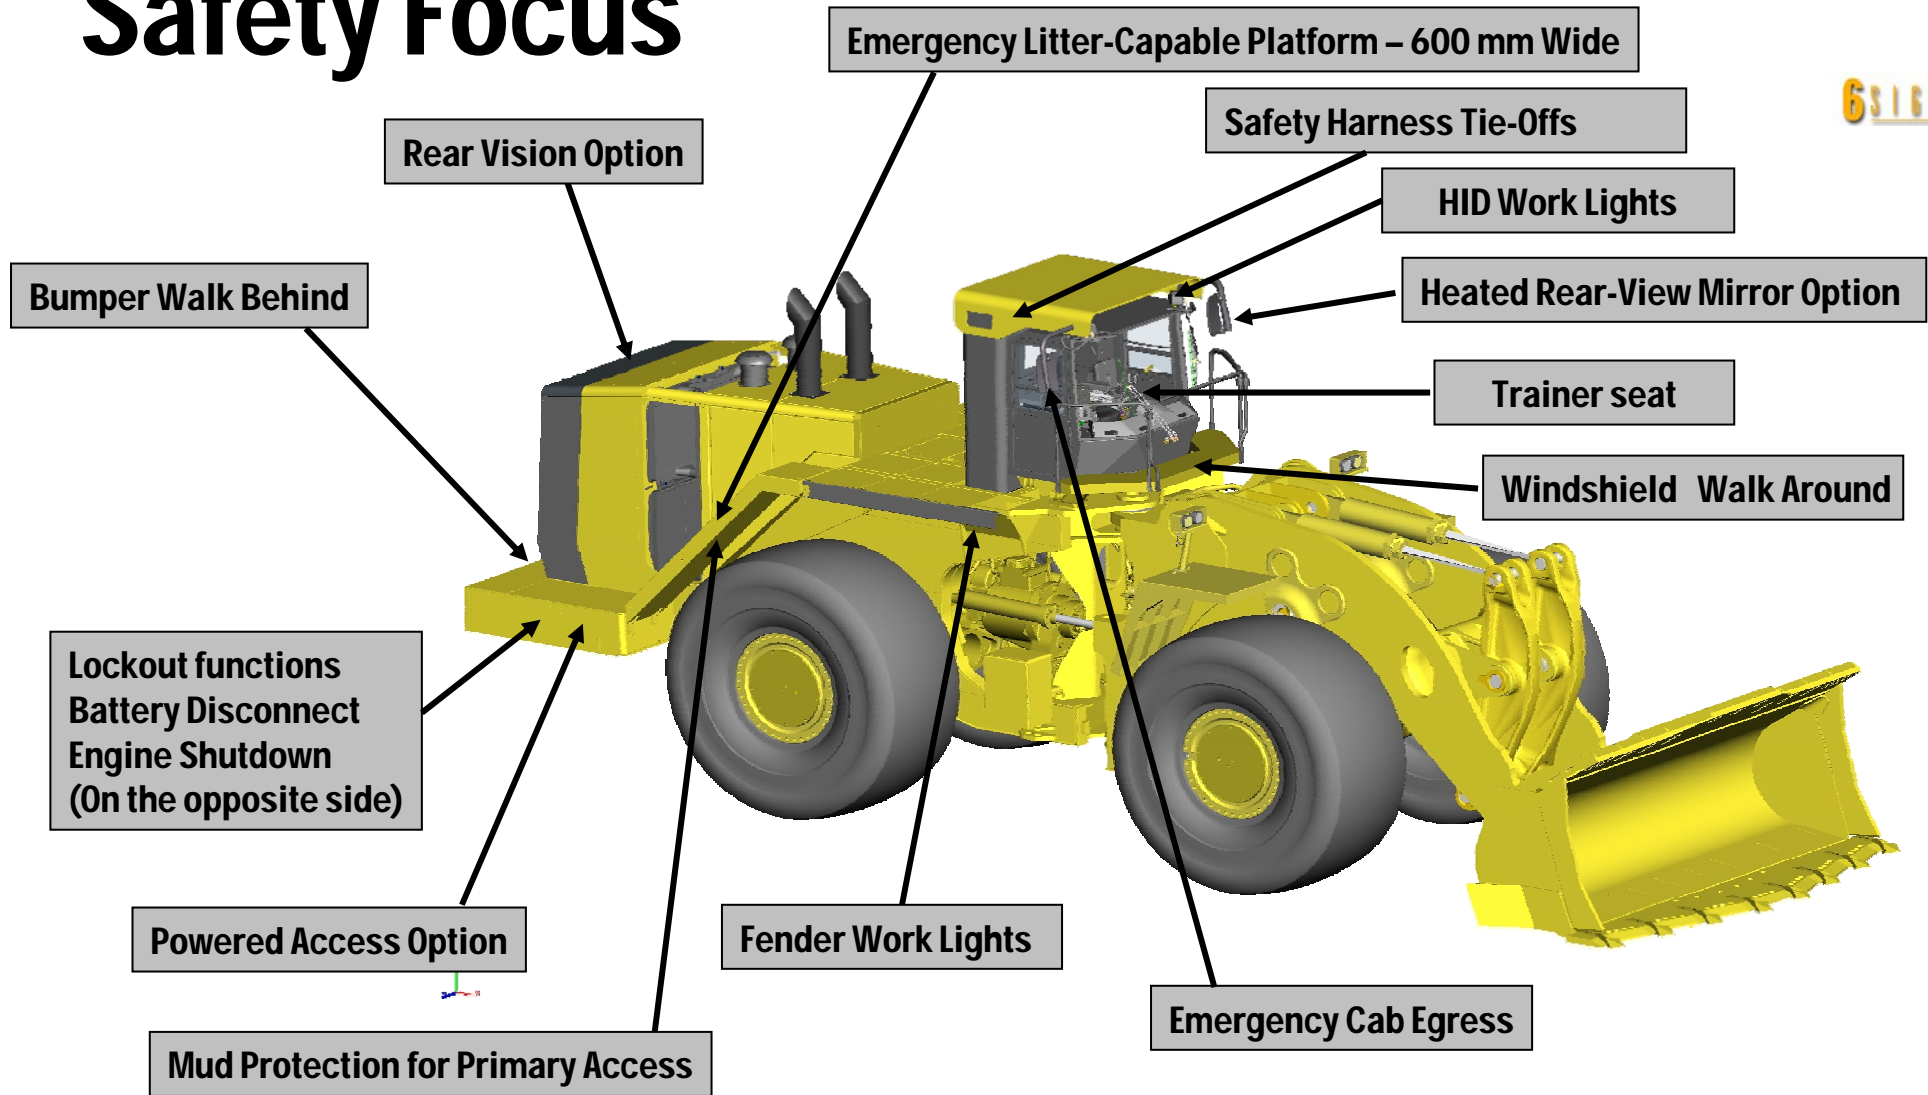 Safety Focus
Emergency Litter-Capable Platform – 600 mm Wide
6 SIG
Safety Harness Tie-Offs
Rear Vision Option
HID Work Lights
Bumper Walk Behind
Heated Rear-View Mirror Option
Trainer seat
Windshield Walk Around
Lockout functions
Battery Disconnect
Engine Shutdown
(On the opposite side)
Powered Access Option
Fender Work Lights
Emergency Cab Egress
Mud Protection for Primary Access